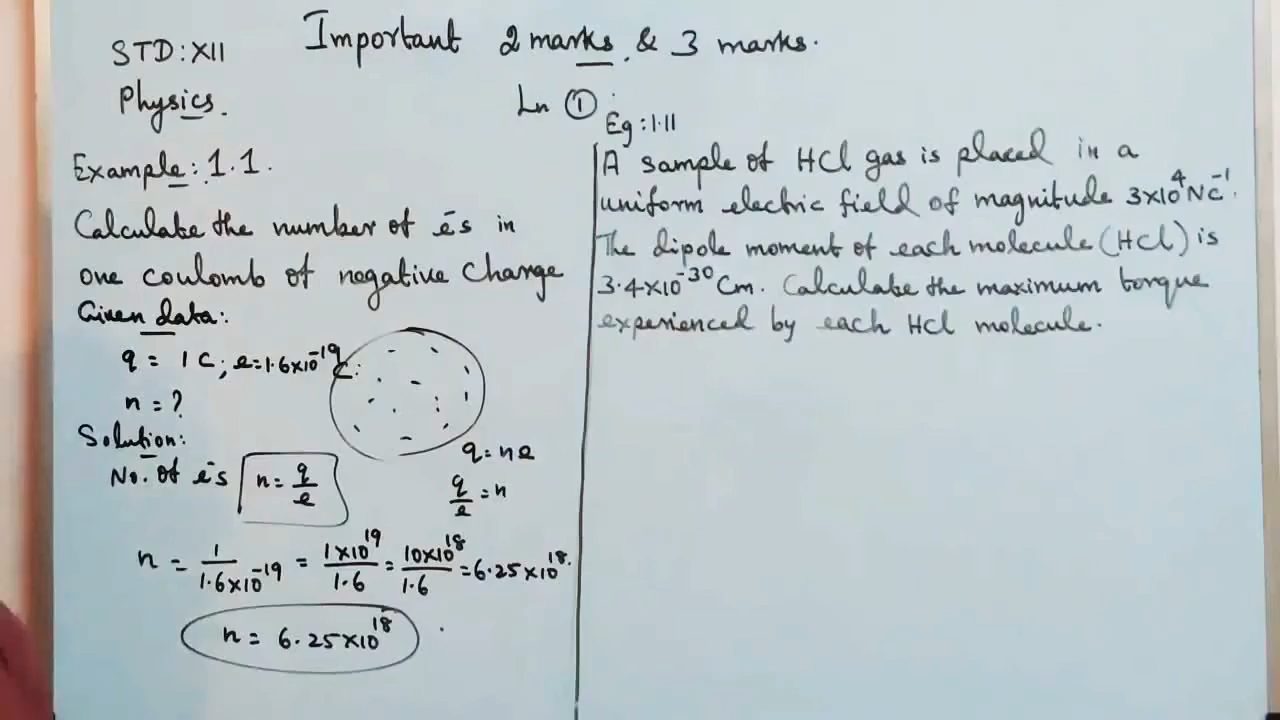 Important 2 marks & 3 marks.
STD: XII
Physics.
Ln ①
Example: 1.1.
Calculate the number of e̅s in
one coulomb of negative Charge
Given data:
q = 1 C; e=1.6×10⁻¹⁹C.
n = ?
Solution:
No. of e⁻s n = q/e
q = ne
q/e = n
n = 1/1.6×10⁻¹⁹ = 1×10¹⁹/1.6 = 10×10¹⁸/1.6 = 6.25×10¹⁸.
n = 6.25×10¹⁸
Eg: 1.11
A sample of HCl gas is placed in a
uniform electric field of magnitude 3×10⁴ NC⁻¹.
The dipole moment of each molecule (HCl) is
3.4×10⁻³⁰ Cm. Calculate the maximum torque
experienced by each HCl molecule.